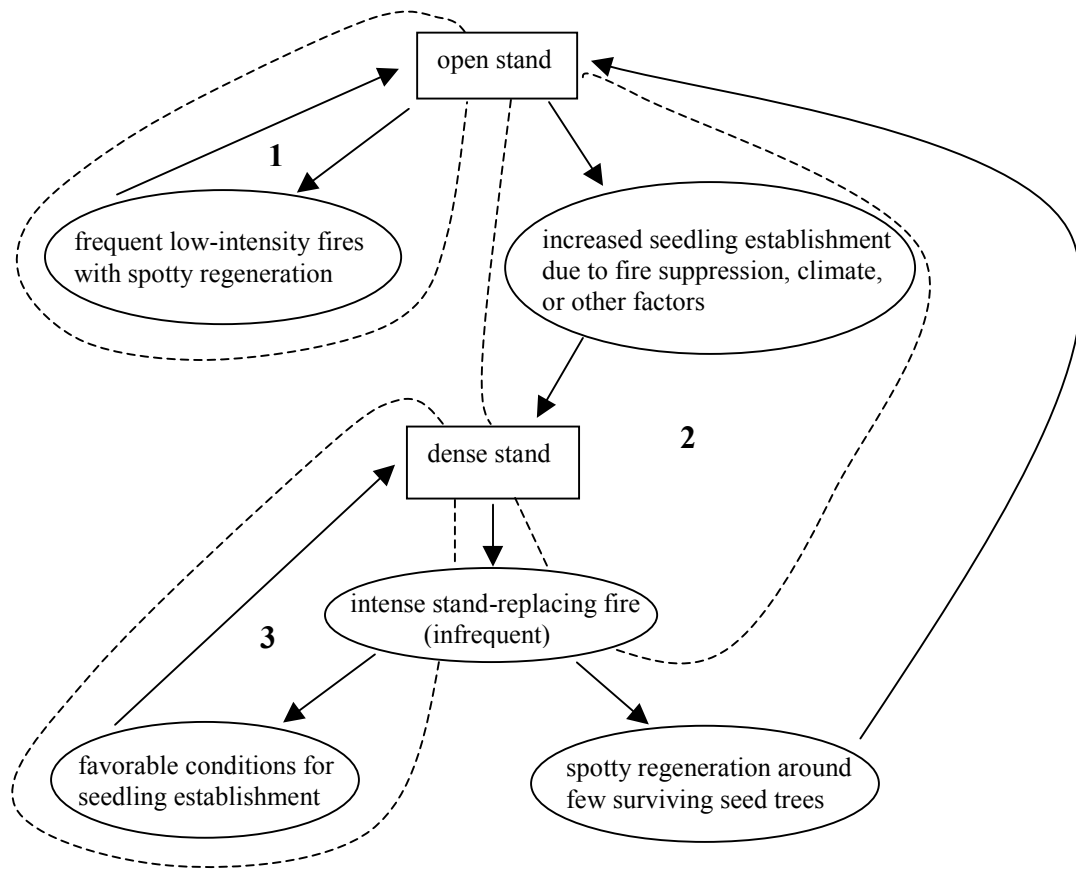 open stand
1
frequent low-intensity fires
with spotty regeneration
increased seedling establishment
due to fire suppression, climate,
or other factors
dense stand
2
intense stand-replacing fire
(infrequent)
3
favorable conditions for
seedling establishment
spotty regeneration around
few surviving seed trees